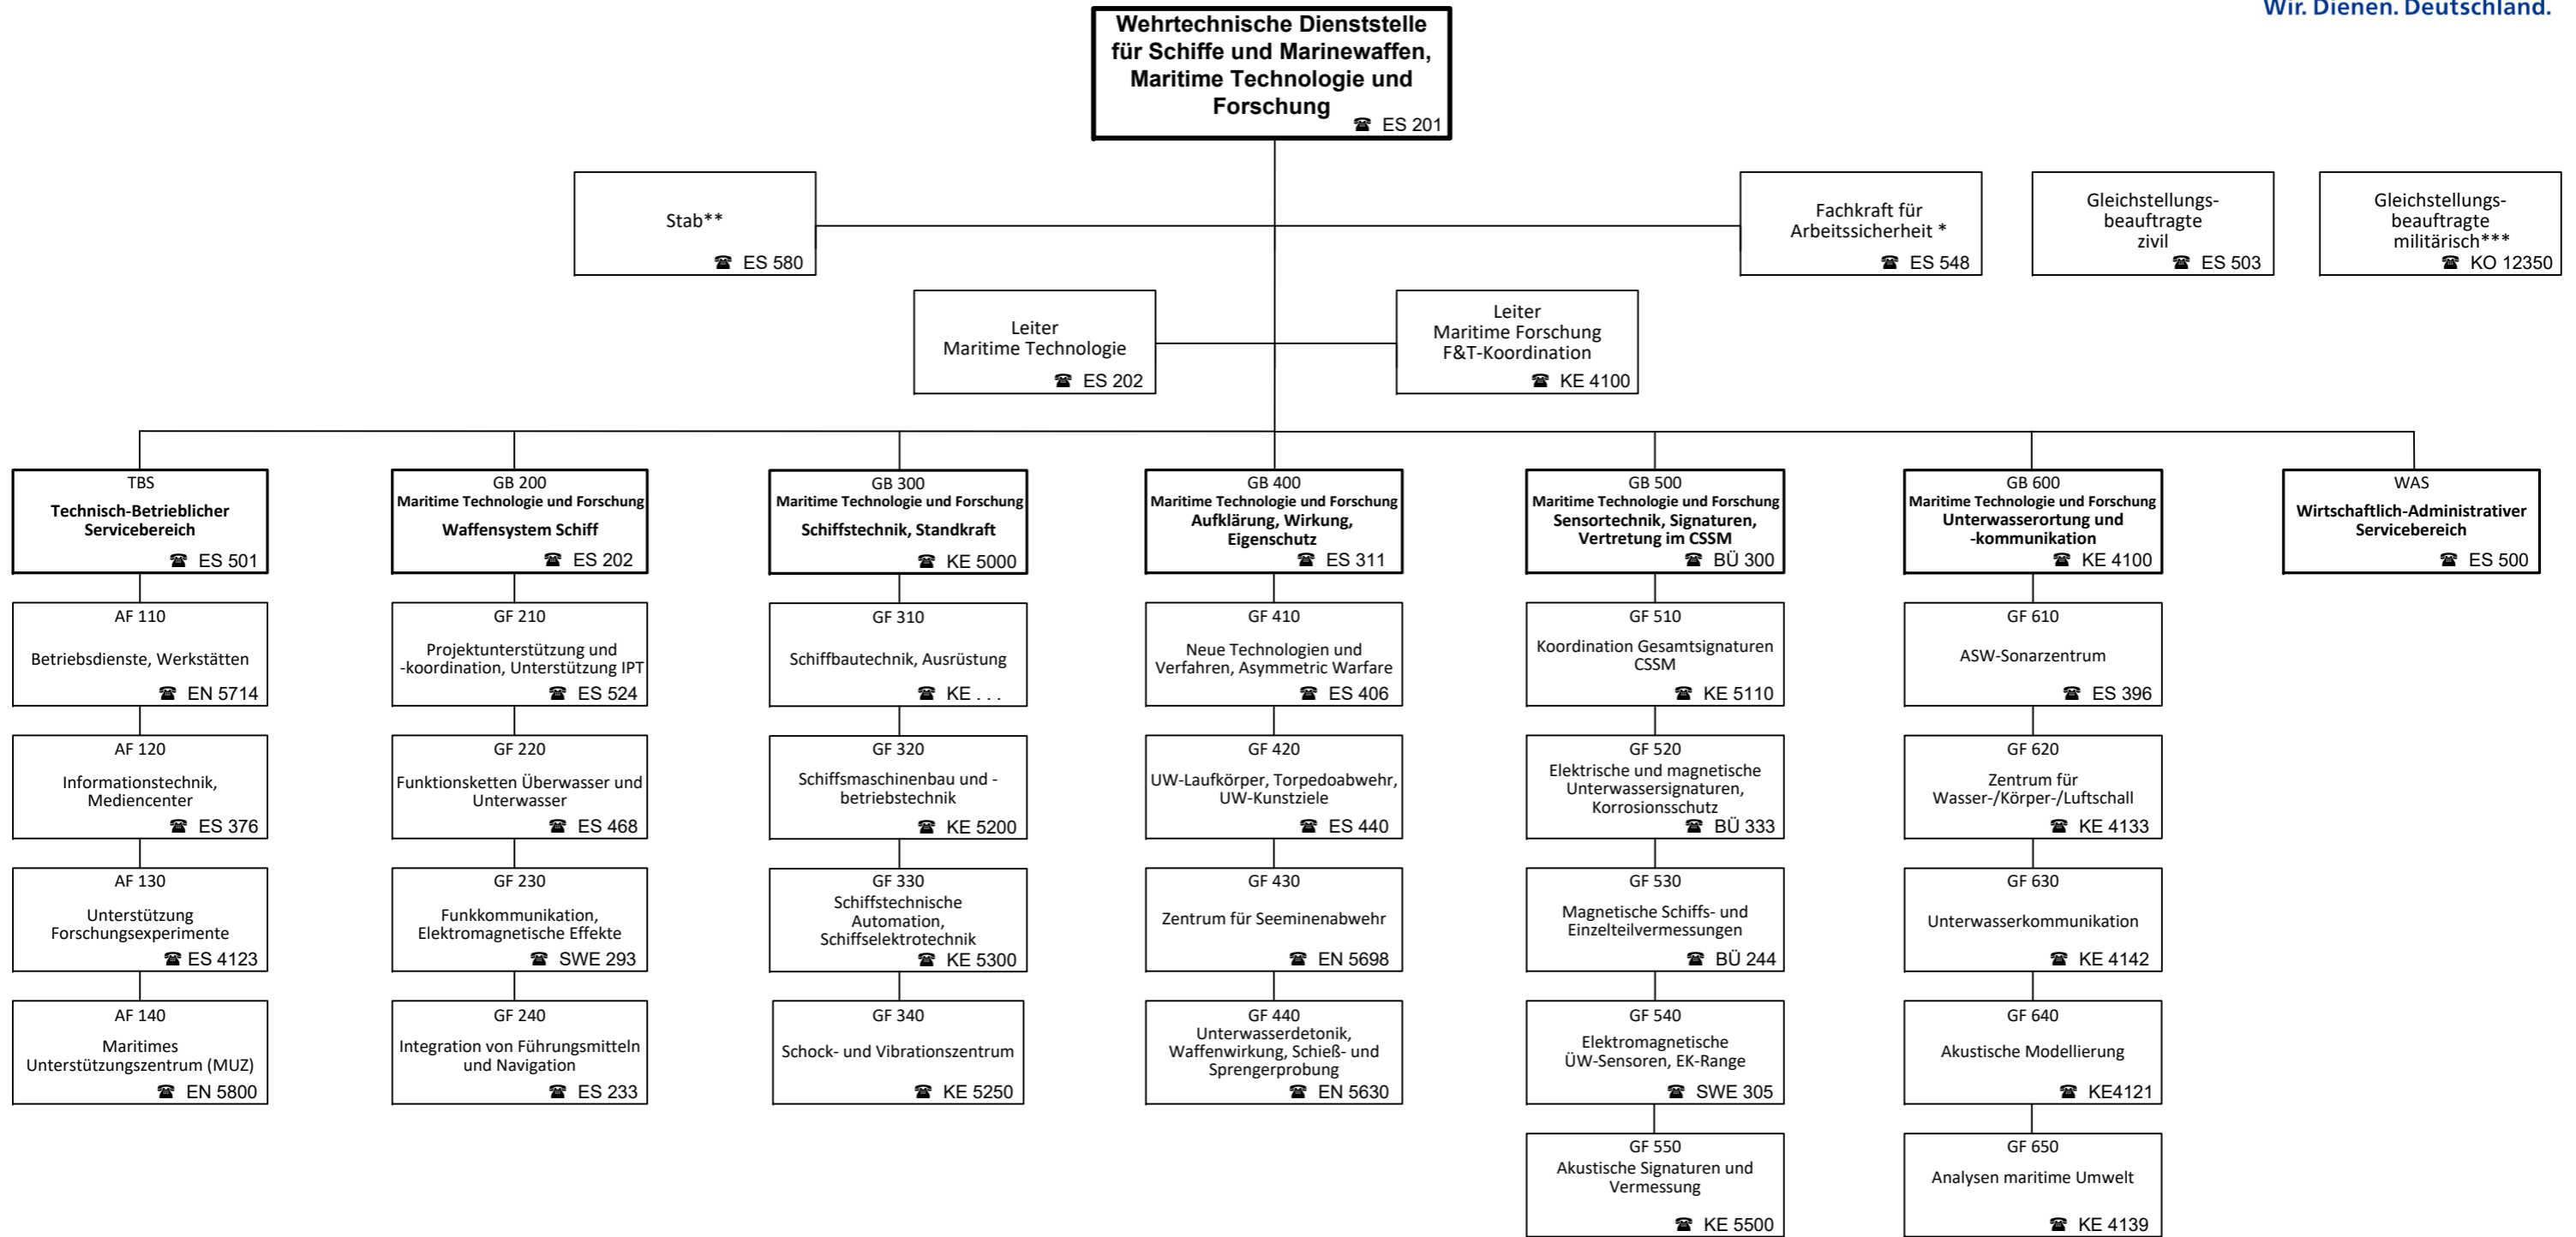 Wir. Dienen. Deutschland.
Wehrtechnische Dienststelle
für Schiffe und Marinewaffen,
Maritime Technologie und
Forschung
☎ ES 201
Stab**
☎ ES 580
Fachkraft für
Arbeitssicherheit *
☎ ES 548
Gleichstellungs-
beauftragte
zivil
☎ ES 503
Gleichstellungs-
beauftragte
militärisch***
☎ KO 12350
Leiter
Maritime Technologie
☎ ES 202
Leiter
Maritime Forschung
F&T-Koordination
☎ KE 4100
TBS
Technisch-Betrieblicher
Servicebereich
☎ ES 501
AF 110
Betriebsdienste, Werkstätten
☎ EN 5714
AF 120
Informationstechnik,
Mediencenter
☎ ES 376
AF 130
Unterstützung
Forschungsexperimente
☎ ES 4123
AF 140
Maritimes
Unterstützungszentrum (MUZ)
☎ EN 5800
GB 200
Maritime Technologie und Forschung
Waffensystem Schiff
☎ ES 202
GF 210
Projektunterstützung und
-koordination, Unterstützung IPT
☎ ES 524
GF 220
Funktionsketten Überwasser und
Unterwasser
☎ ES 468
GF 230
Funkkommunikation,
Elektromagnetische Effekte
☎ SWE 293
GF 240
Integration von Führungsmitteln
und Navigation
☎ ES 233
GB 300
Maritime Technologie und Forschung
Schiffstechnik, Standkraft
☎ KE 5000
GF 310
Schiffbautechnik, Ausrüstung
☎ KE . . .
GF 320
Schiffsmaschinenbau und -
betriebstechnik
☎ KE 5200
GF 330
Schiffstechnische
Automation,
Schiffselektrotechnik
☎ KE 5300
GF 340
Schock- und Vibrationszentrum
☎ KE 5250
GB 400
Maritime Technologie und Forschung
Aufklärung, Wirkung,
Eigenschutz
☎ ES 311
GF 410
Neue Technologien und
Verfahren, Asymmetric Warfare
☎ ES 406
GF 420
UW-Laufkörper, Torpedoabwehr,
UW-Kunstziele
☎ ES 440
GF 430
Zentrum für Seeminenabwehr
☎ EN 5698
GF 440
Unterwasserdetonik,
Waffenwirkung, Schieß- und
Sprengerprobung
☎ EN 5630
GB 500
Maritime Technologie und Forschung
Sensortechnik, Signaturen,
Vertretung im CSSM
☎ BÜ 300
GF 510
Koordination Gesamtsignaturen
CSSM
☎ KE 5110
GF 520
Elektrische und magnetische
Unterwassersignaturen,
Korrosionsschutz
☎ BÜ 333
GF 530
Magnetische Schiffs- und
Einzelteilvermessungen
☎ BÜ 244
GF 540
Elektromagnetische
ÜW-Sensoren, EK-Range
☎ SWE 305
GF 550
Akustische Signaturen und
Vermessung
☎ KE 5500
GB 600
Maritime Technologie und Forschung
Unterwasserortung und
-kommunikation
☎ KE 4100
GF 610
ASW-Sonarzentrum
☎ ES 396
GF 620
Zentrum für
Wasser-/Körper-/Luftschall
☎ KE 4133
GF 630
Unterwasserkommunikation
☎ KE 4142
GF 640
Akustische Modellierung
☎ KE4121
GF 650
Analysen maritime Umwelt
☎ KE 4139
WAS
Wirtschaftlich-Administrativer
Servicebereich
☎ ES 500